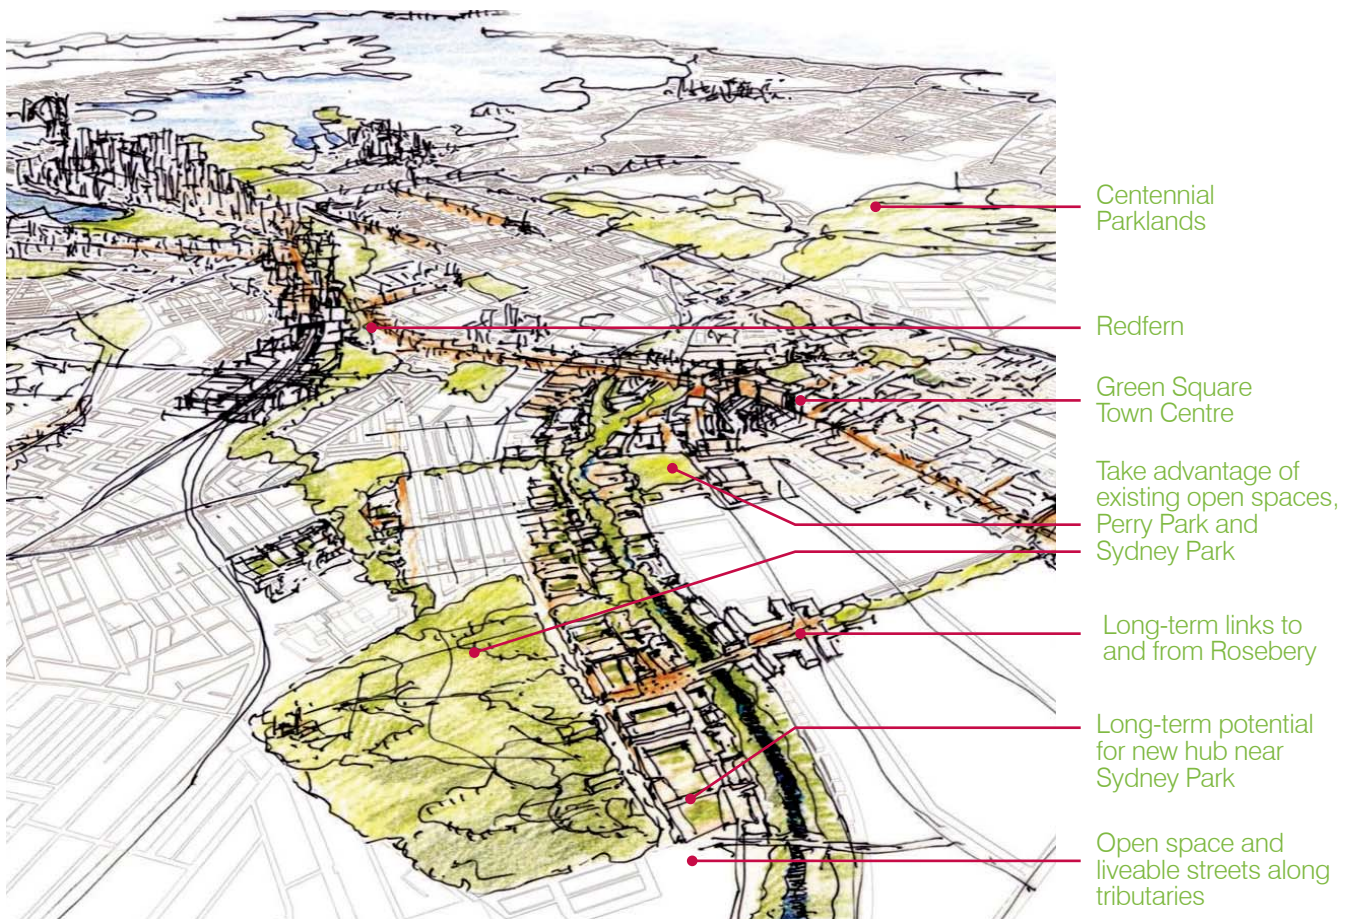 Centennial
Parklands
Redfern
Green Square
Town Centre
Take advantage of
existing open spaces,
Perry Park and
Sydney Park
Long-term links to
and from Rosebery
Long-term potential
for new hub near
Sydney Park
Open space and
liveable streets along
tributaries